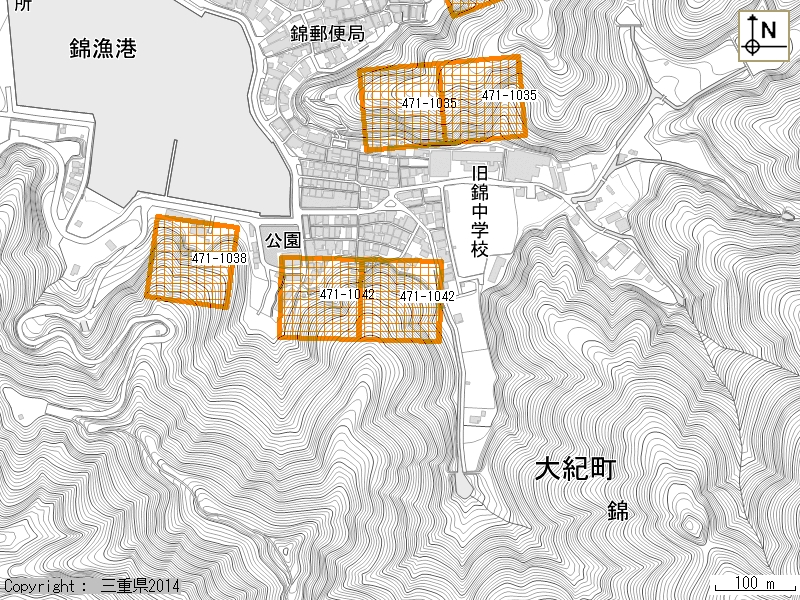 所
錦漁港
錦郵便局
N
471-1035
471-1035
旧錦中学校
公園
471-1038
471-1042
471-1042
大紀町
錦
Copyright : 三重県2014
100 m